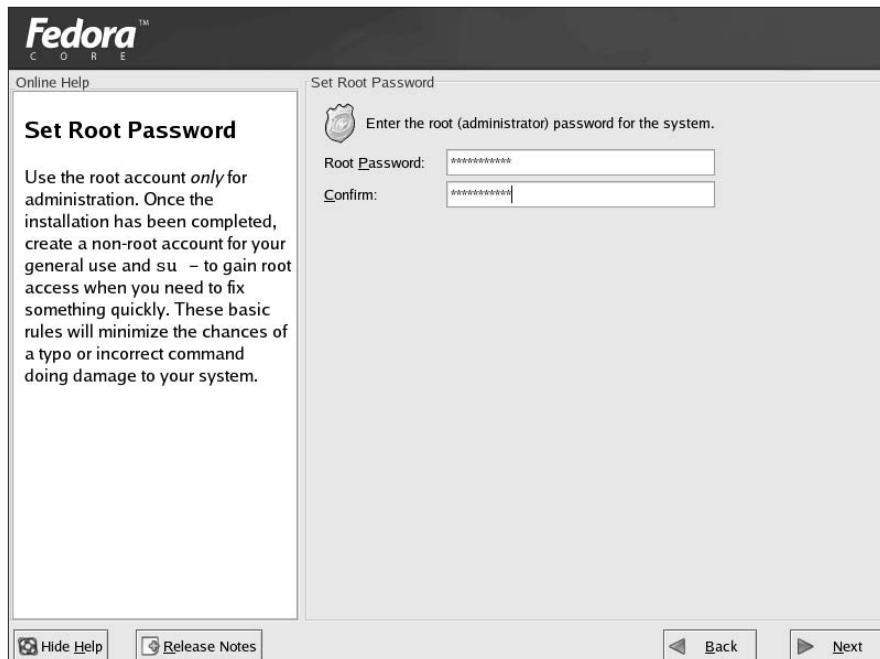 Fedora™
CORE
Online Help
Set Root Password
Use the root account only for
administration. Once the
installation has been completed,
create a non-root account for your
general use and su - to gain root
access when you need to fix
something quickly. These basic
rules will minimize the chances of
a typo or incorrect command
doing damage to your system.
Set Root Password
Enter the root (administrator) password for the system.
Root Password: ***********
Confirm: ***********
Hide Help
Release Notes
Back
Next